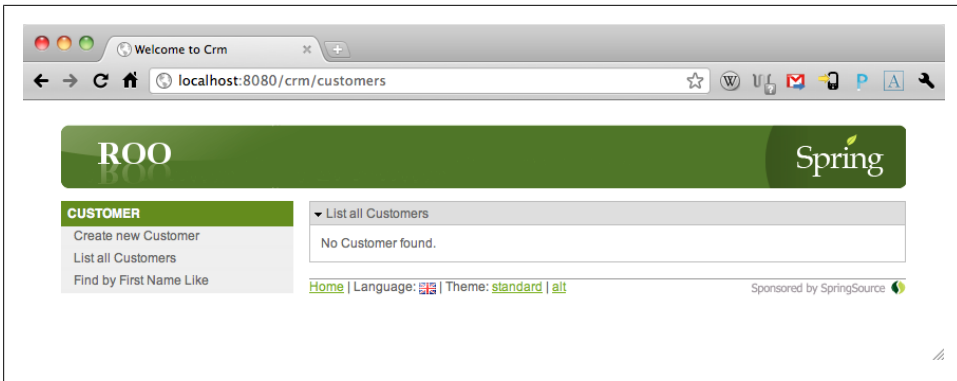 Welcome to Crm
localhost:8080/crm/customers
ROO
Spring
CUSTOMER
Create new Customer
List all Customers
Find by First Name Like
List all Customers
No Customer found.
Home | Language: | Theme: standard | alt
Sponsored by SpringSource